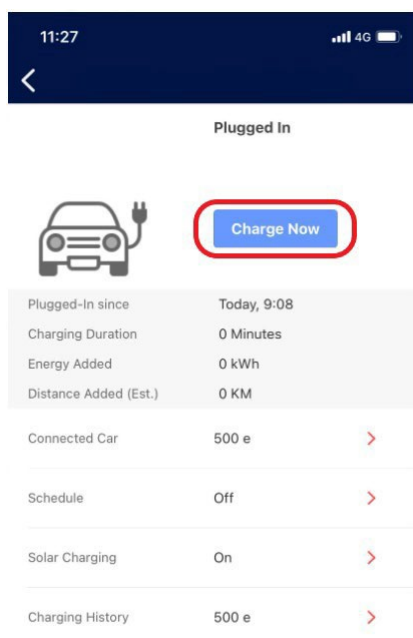 11:27 4G
Plugged In
Charge Now
Plugged-In since Today, 9:08
Charging Duration 0 Minutes
Energy Added 0 kWh
Distance Added (Est.) 0 KM
Connected Car 500 e
Schedule Off
Solar Charging On
Charging History 500 e